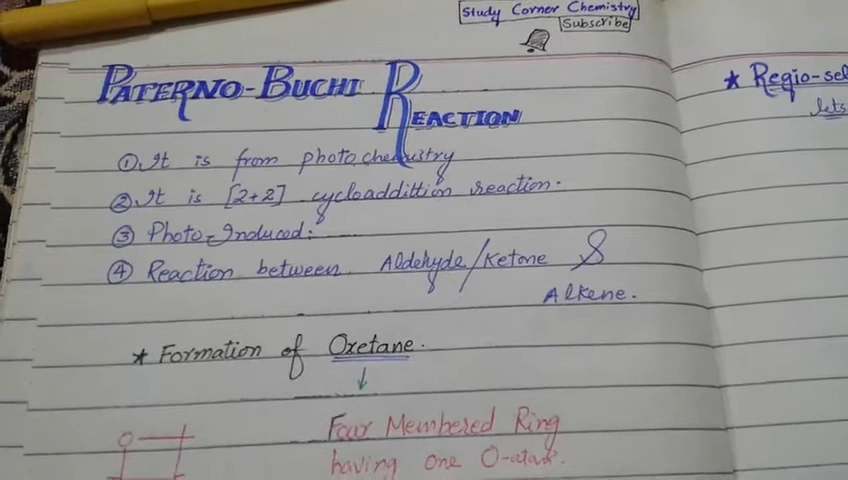 Study Corner Chemistry
Subscribe
PATERNO-BUCHI REACTION
① It is from photochemistry
② It is [2+2] cycloaddittion reaction.
③ Photo-Induced.
④ Reaction between Aldehyde/Ketone &
Alkene.
* Formation of Oxetane.
↓
Four Membered Ring
having one O-atom.
O
* Regio-sel
lets